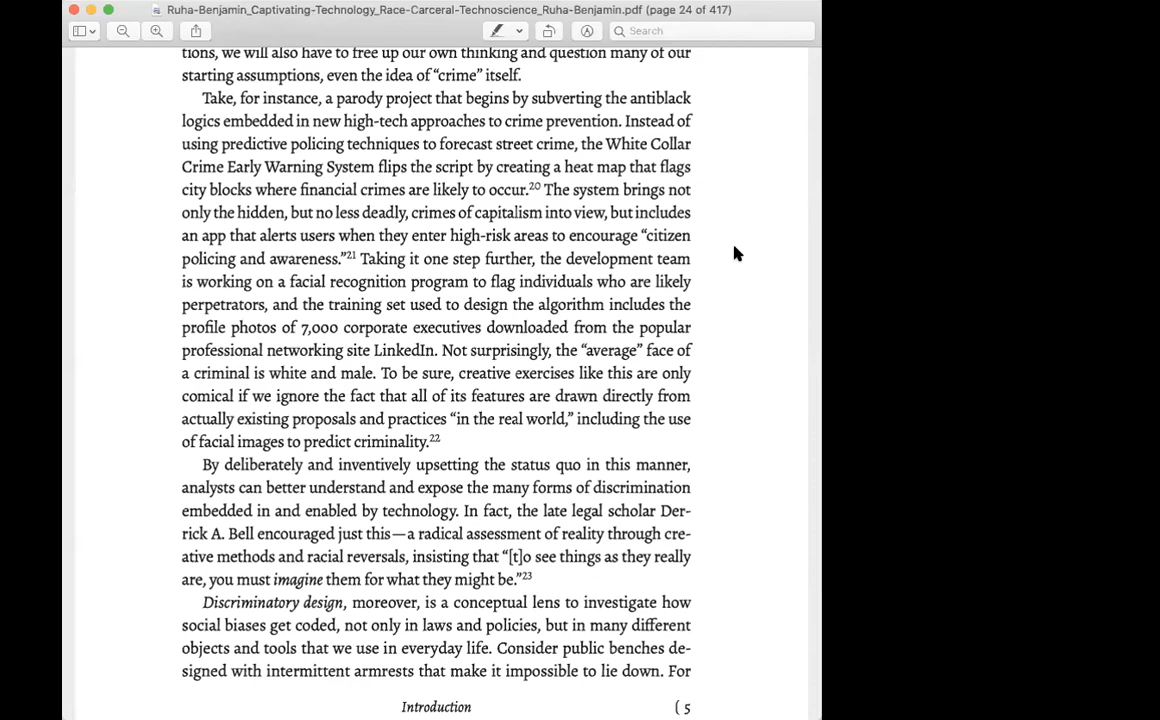 Ruha-Benjamin_Captivating-Technology_Race-Carceral-Technoscience_Ruha-Benjamin.pdf (page 24 of 417)
Search
tions, we will also have to free up our own thinking and question many of our
starting assumptions, even the idea of “crime” itself.
Take, for instance, a parody project that begins by subverting the antiblack
logics embedded in new high-tech approaches to crime prevention. Instead of
using predictive policing techniques to forecast street crime, the White Collar
Crime Early Warning System flips the script by creating a heat map that flags
city blocks where financial crimes are likely to occur.20 The system brings not
only the hidden, but no less deadly, crimes of capitalism into view, but includes
an app that alerts users when they enter high-risk areas to encourage “citizen
policing and awareness.”21 Taking it one step further, the development team
is working on a facial recognition program to flag individuals who are likely
perpetrators, and the training set used to design the algorithm includes the
profile photos of 7,000 corporate executives downloaded from the popular
professional networking site LinkedIn. Not surprisingly, the “average” face of
a criminal is white and male. To be sure, creative exercises like this are only
comical if we ignore the fact that all of its features are drawn directly from
actually existing proposals and practices “in the real world,” including the use
of facial images to predict criminality.22
By deliberately and inventively upsetting the status quo in this manner,
analysts can better understand and expose the many forms of discrimination
embedded in and enabled by technology. In fact, the late legal scholar Der-
rick A. Bell encouraged just this—a radical assessment of reality through cre-
ative methods and racial reversals, insisting that “[t]o see things as they really
are, you must imagine them for what they might be.”23
Discriminatory design, moreover, is a conceptual lens to investigate how
social biases get coded, not only in laws and policies, but in many different
objects and tools that we use in everyday life. Consider public benches de-
signed with intermittent armrests that make it impossible to lie down. For
Introduction ( 5